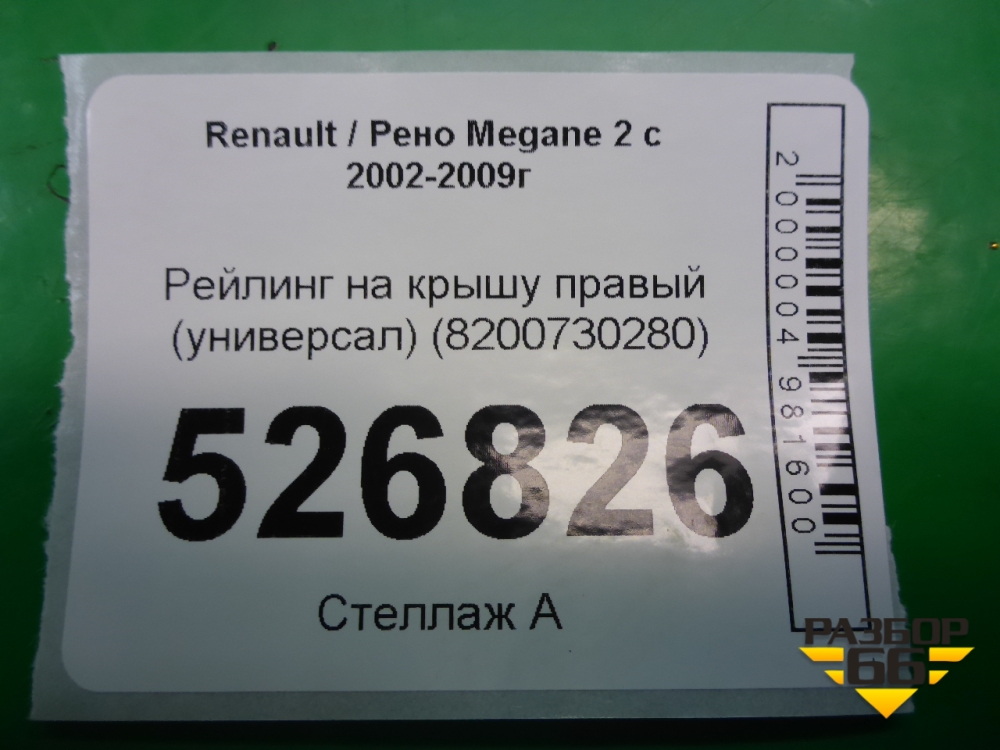 Renault / Рено Megane 2 с
2002-2009г
Рейлинг на крышу правый
(универсал) (8200730280)
526826
Стеллаж А
2000004981600
РАЗБОР
66